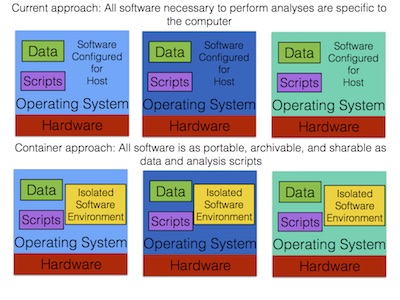 Current approach: All software necessary to perform analyses are specific to
the computer
Data
Software
Configured
for
Host
Scripts
Operating System
Hardware
Data
Software
Configured
for
Host
Scripts
Operating System
Hardware
Data
Software
Configured
for
Host
Scripts
Operating System
Hardware
Container approach: All software is as portable, archivable, and sharable as
data and analysis scripts
Data
Isolated
Software
Environment
Scripts
Operating System
Hardware
Data
Isolated
Software
Environment
Scripts
Operating System
Hardware
Data
Isolated
Software
Environment
Scripts
Operating System
Hardware